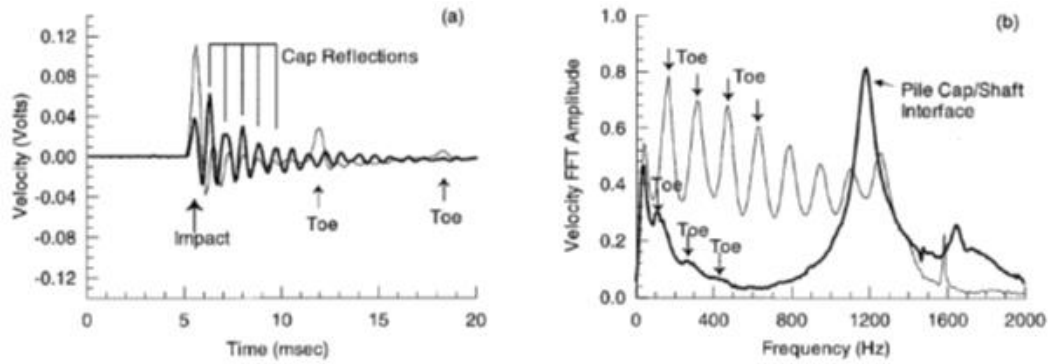 (a)
0.12
0.08
0.04
0.00
-0.04
-0.08
-0.12
Velocity (Volts)
Cap Reflections
Impact
Toe
Toe
0
5
10
15
20
Time (msec)
(b)
1.0
0.8
0.6
0.4
0.2
0.0
Velocity FFT Amplitude
Toe
Toe
Pile Cap/Shaft
Interface
Toe
Toe
Toe
0
400
800
1200
1600
2000
Frequency (Hz)